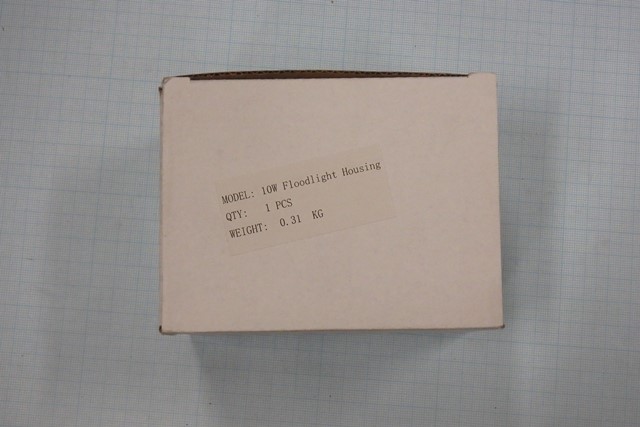 MODEL: 10W Floodlight Housing
QTY: 1 PCS
WEIGHT: 0.31 KG